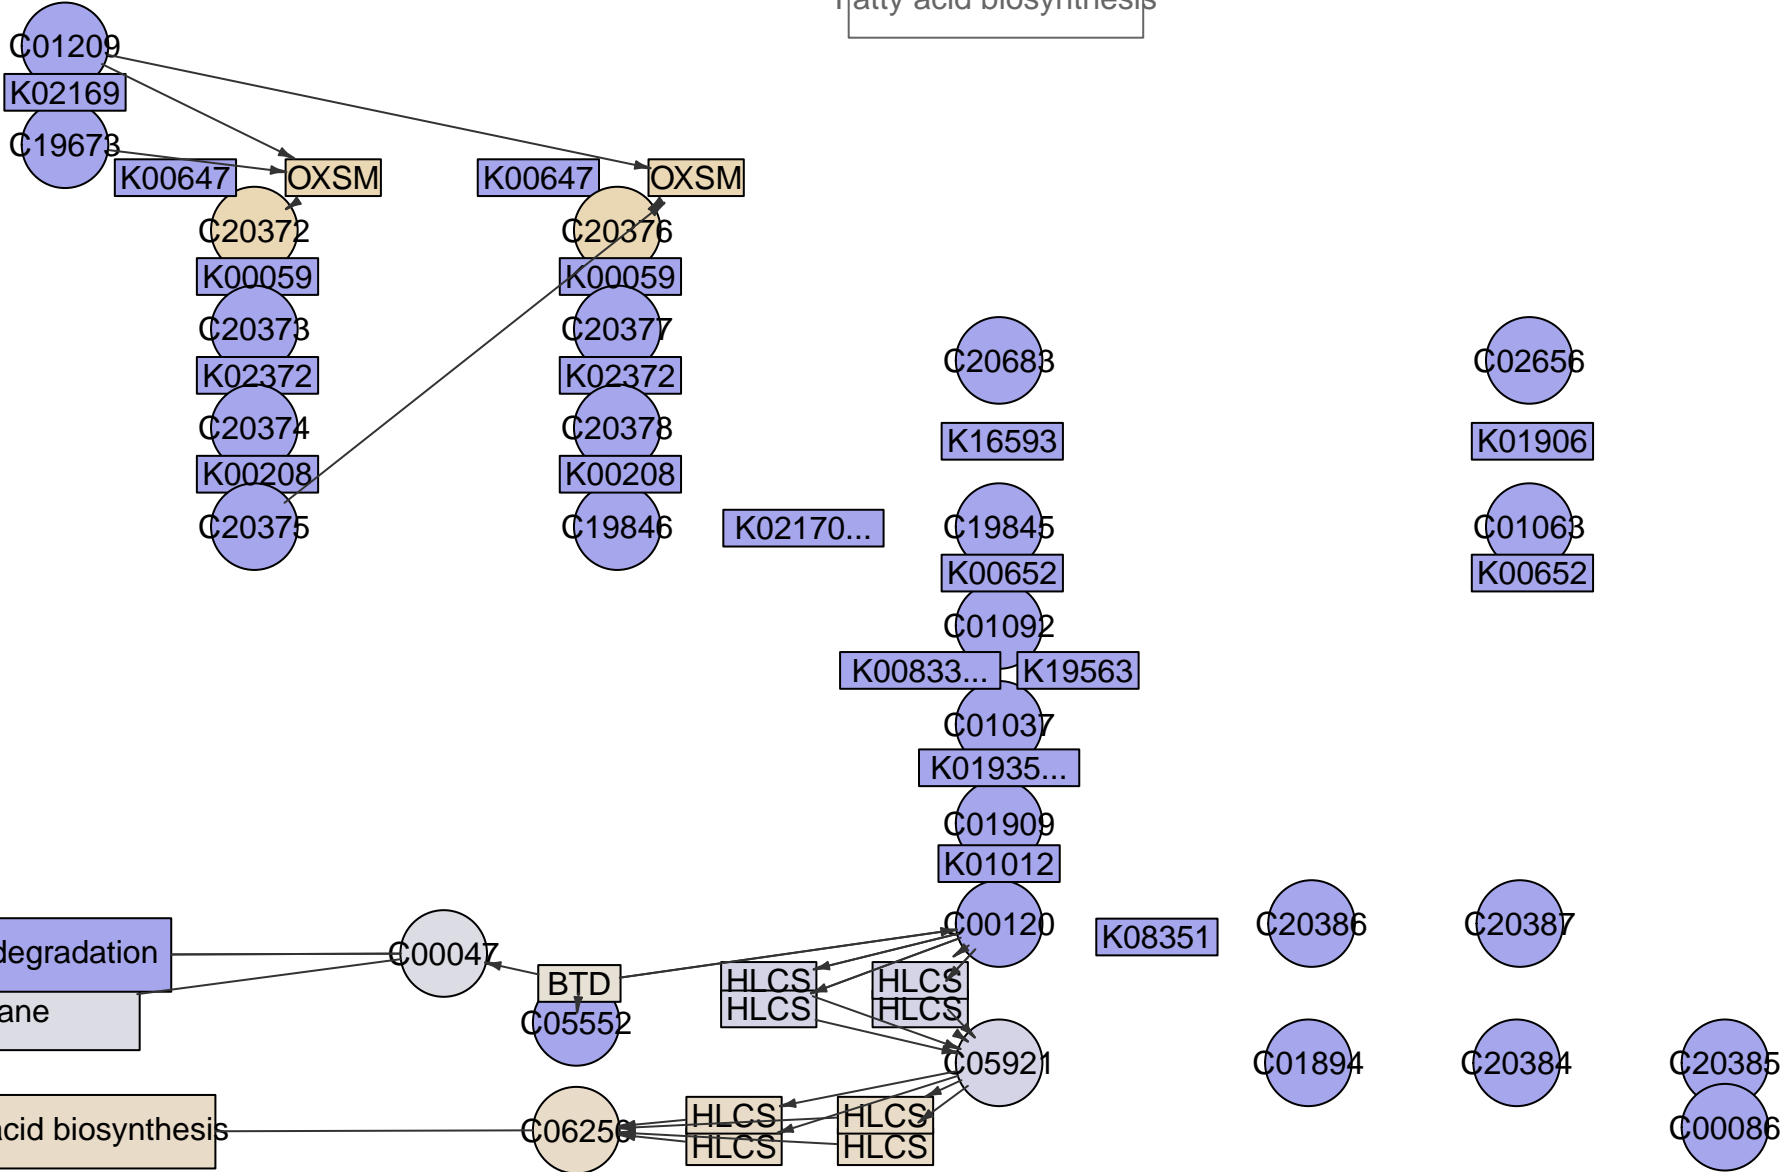 Fatty acid biosynthesis
C01209
K02169
C19673
K00647
OXSM
K00647
OXSM
C20372
C20376
K00059
K00059
C20373
C20377
C20683
C02656
K02372
K02372
C20374
C20378
K16593
K01906
K00208
K00208
C20375
C19846
K02170...
C19845
C01063
K00652
K00652
C01092
K00833...
K19563
C01037
K01935...
C01909
K01012
C00120
K08351
C20386
C20387
degradation
C00047
BTD
HLCS
HLCS
ane
HLCS
HLCS
C05552
C05921
C01894
C20384
C20385
acid biosynthesis
HLCS
HLCS
C00086
HLCS
HLCS